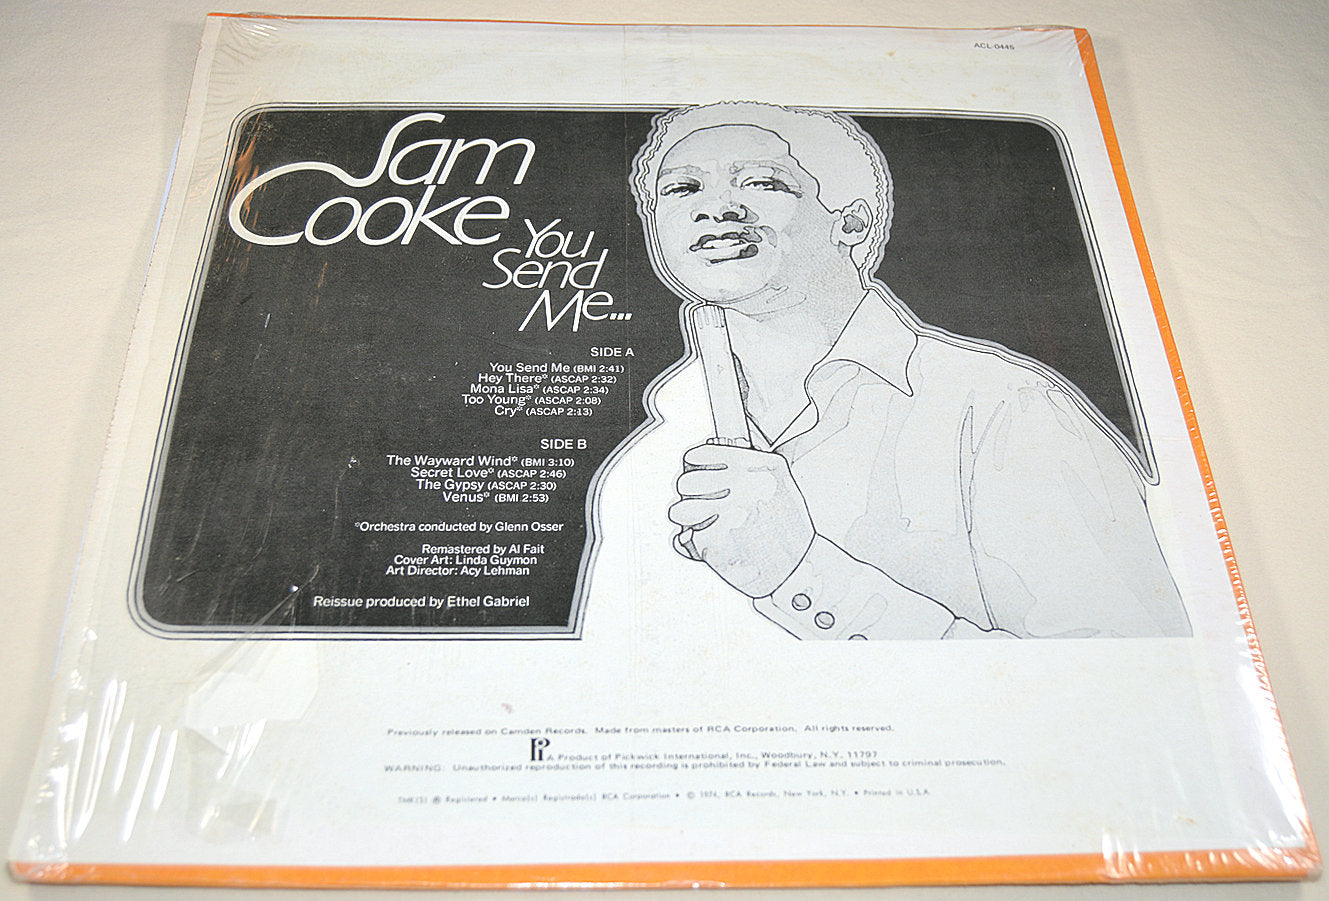 ACL-0445
Sam
Cooke
You
Send
Me...
SIDE A
You Send Me (BMI 2:41)
Hey There* (ASCAP 2:32)
Mona Lisa* (ASCAP 2:34)
Too Young* (ASCAP 2:08)
Cry* (ASCAP 2:13)
SIDE B
The Wayward Wind* (BMI 3:10)
Secret Love* (ASCAP 2:46)
The Gypsy (ASCAP 2:30)
Venus* (BMI 2:53)
*Orchestra conducted by Glenn Osser
Remastered by Al Fait
Cover Art: Linda Guymon
Art Director: Acy Lehman
Reissue produced by Ethel Gabriel
Previously released on Camden Records. Made from masters of RCA Corporation. All rights reserved.
Pi A Product of Pickwick International, Inc., Woodbury, N.Y. 11797
WARNING: Unauthorized reproduction of this recording is prohibited by Federal Law and subject to criminal prosecution.
TMK(S) ® Registered • Marca(s) Registrada(s) RCA Corporation • © 1974, RCA Records, New York, N.Y. • Printed in U.S.A.